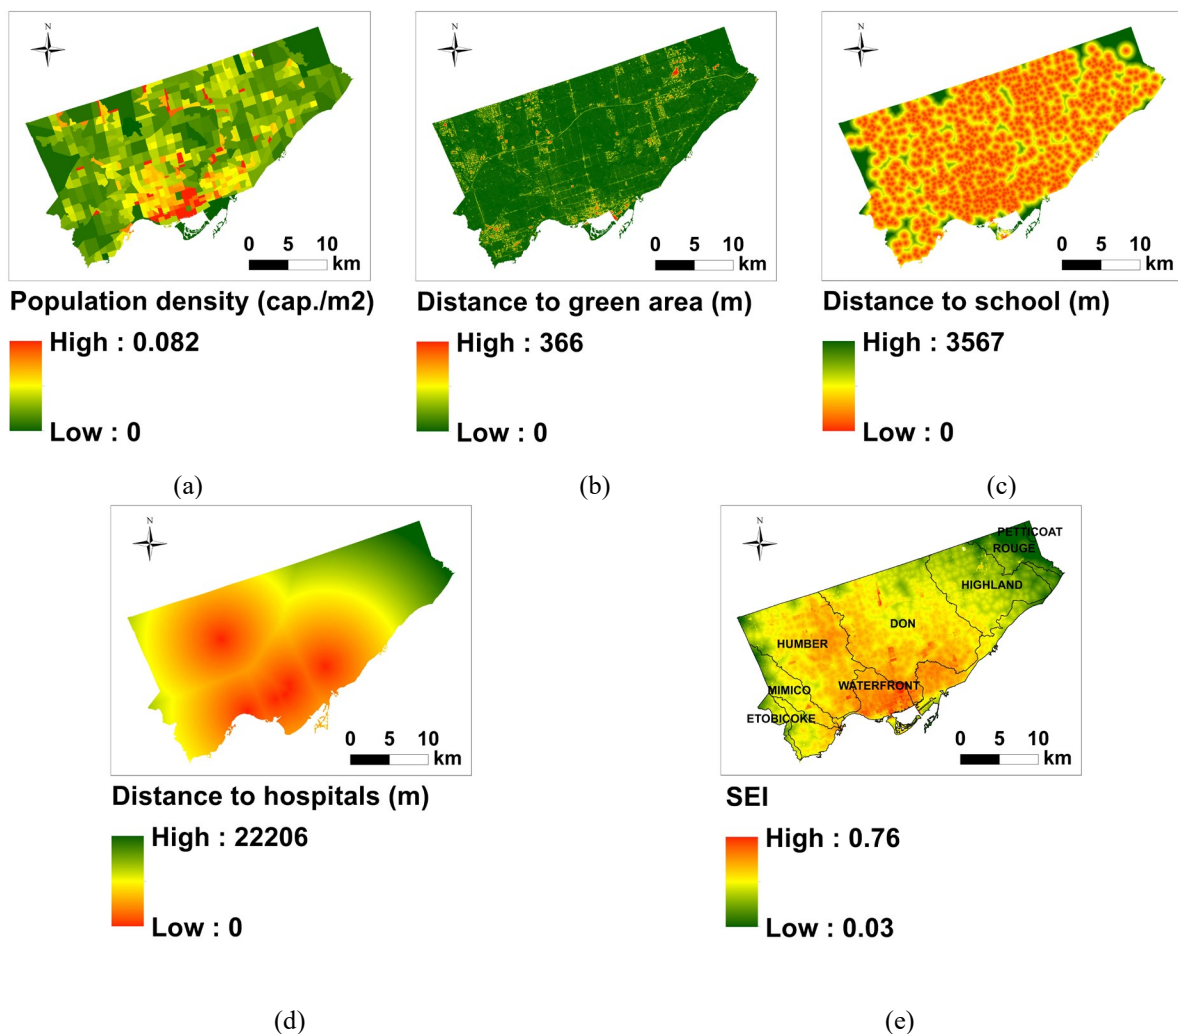 N
0 5 10
km
Population density (cap./m2)
High : 0.082
Low : 0
(a)
N
0 5 10
km
Distance to green area (m)
High : 366
Low : 0
(b)
N
0 5 10
km
Distance to school (m)
High : 3567
Low : 0
(c)
N
0 5 10
km
Distance to hospitals (m)
High : 22206
Low : 0
(d)
N
PETTICOAT
ROUGE
HIGHLAND
DON
HUMBER
WATERFRONT
MIMICO
ETOBICOKE
0 5 10
km
SEI
High : 0.76
Low : 0.03
(e)